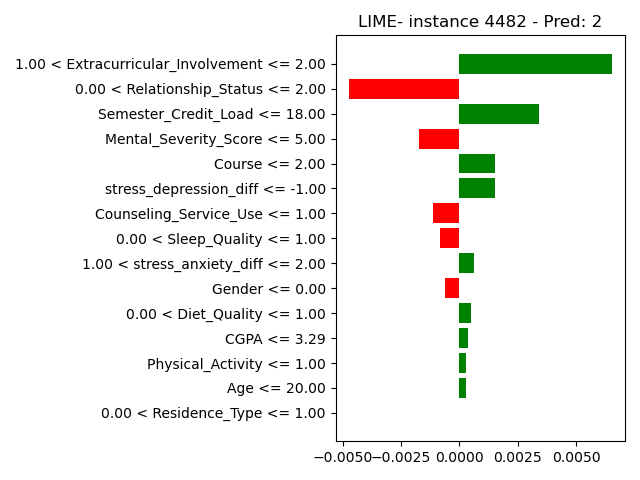 LIME- instance 4482 - Pred: 2
1.00 < Extracurricular_Involvement <= 2.00
0.00 < Relationship_Status <= 2.00
Semester_Credit_Load <= 18.00
Mental_Severity_Score <= 5.00
Course <= 2.00
stress_depression_diff <= -1.00
Counseling_Service_Use <= 1.00
0.00 < Sleep_Quality <= 1.00
1.00 < stress_anxiety_diff <= 2.00
Gender <= 0.00
0.00 < Diet_Quality <= 1.00
CGPA <= 3.29
Physical_Activity <= 1.00
Age <= 20.00
0.00 < Residence_Type <= 1.00
−0.0050 −0.0025 0.0000 0.0025 0.0050